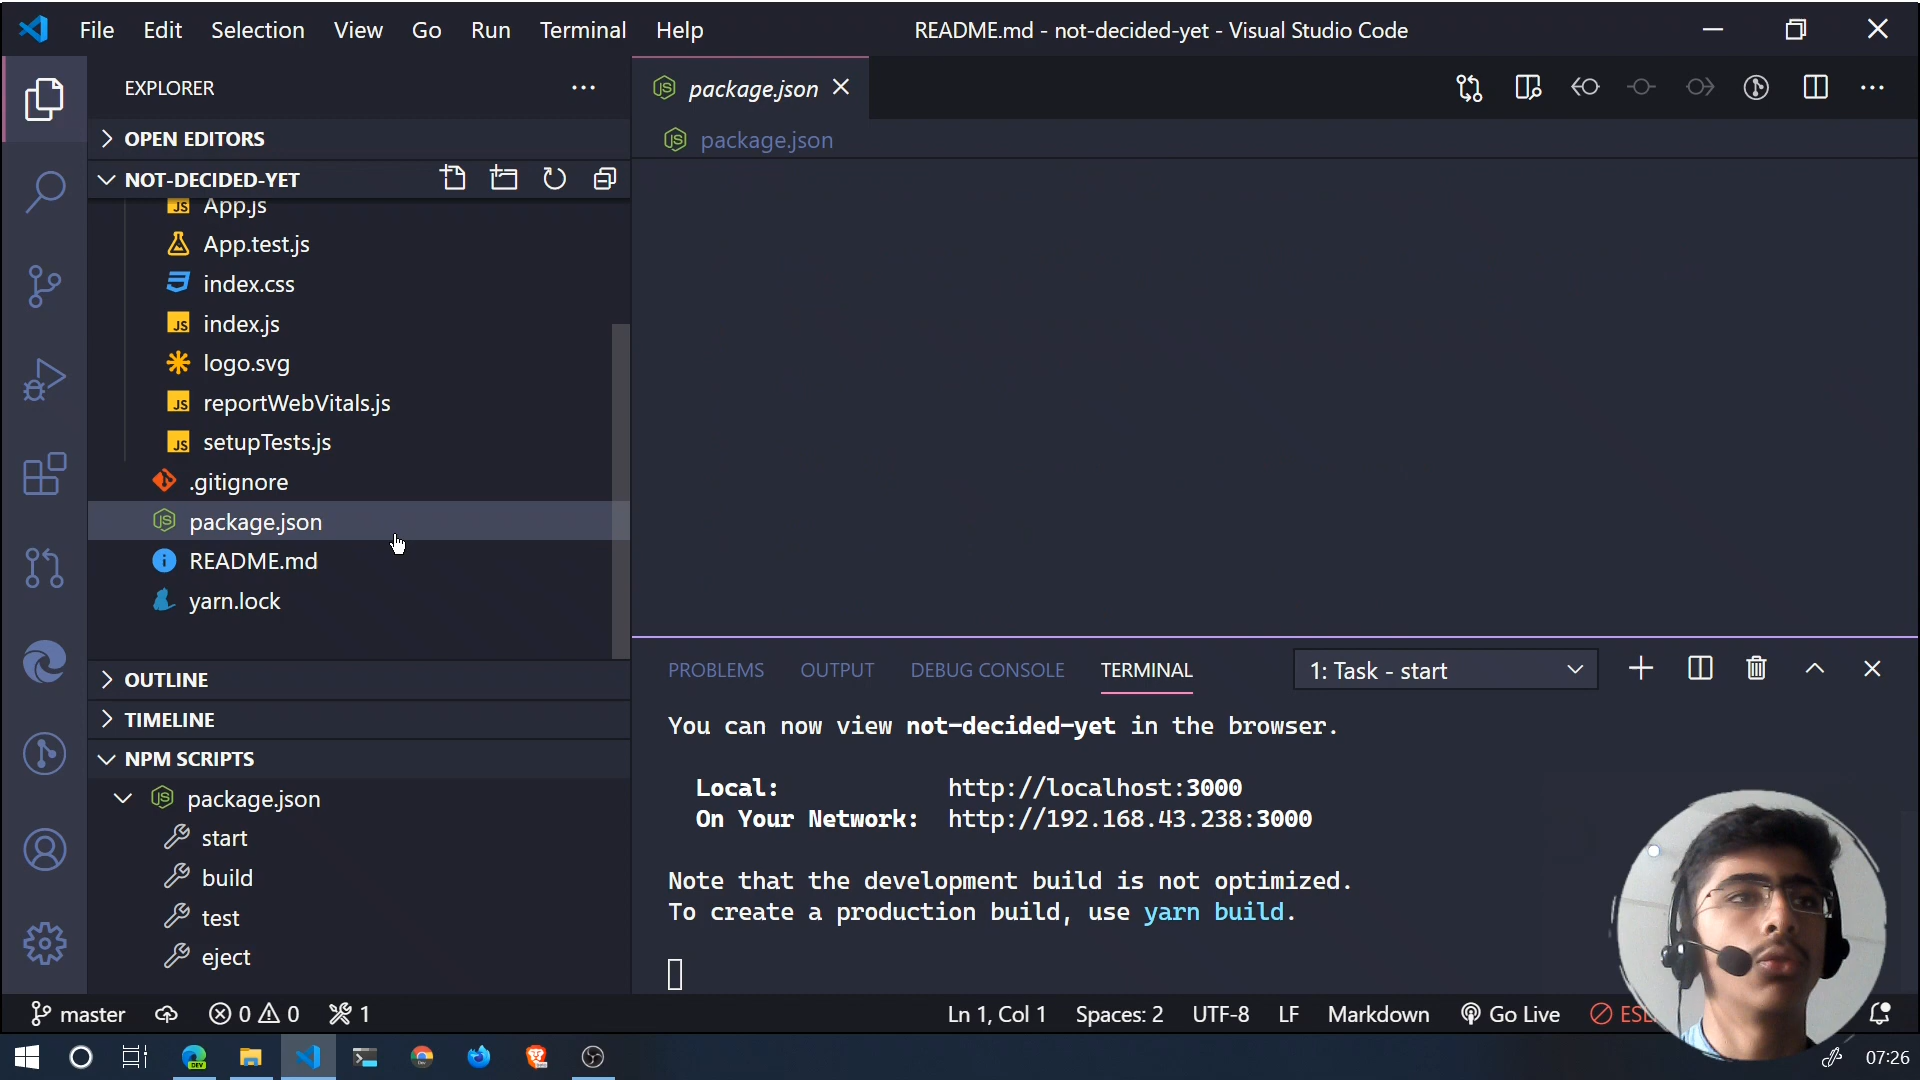 File Edit Selection View Go Run Terminal Help
README.md - not-decided-yet - Visual Studio Code
EXPLORER
OPEN EDITORS
NOT-DECIDED-YET
App.js
App.test.js
index.css
index.js
logo.svg
reportWebVitals.js
setupTests.js
.gitignore
package.json
README.md
yarn.lock
OUTLINE
TIMELINE
NPM SCRIPTS
package.json
start
build
test
eject
package.json
package.json
PROBLEMS OUTPUT DEBUG CONSOLE TERMINAL
1: Task - start
You can now view not-decided-yet in the browser.
Local: http://localhost:3000
On Your Network: http://192.168.43.238:3000
Note that the development build is not optimized.
To create a production build, use yarn build.
master 0 0 1
Ln 1, Col 1 Spaces: 2 UTF-8 LF Markdown Go Live
07:26